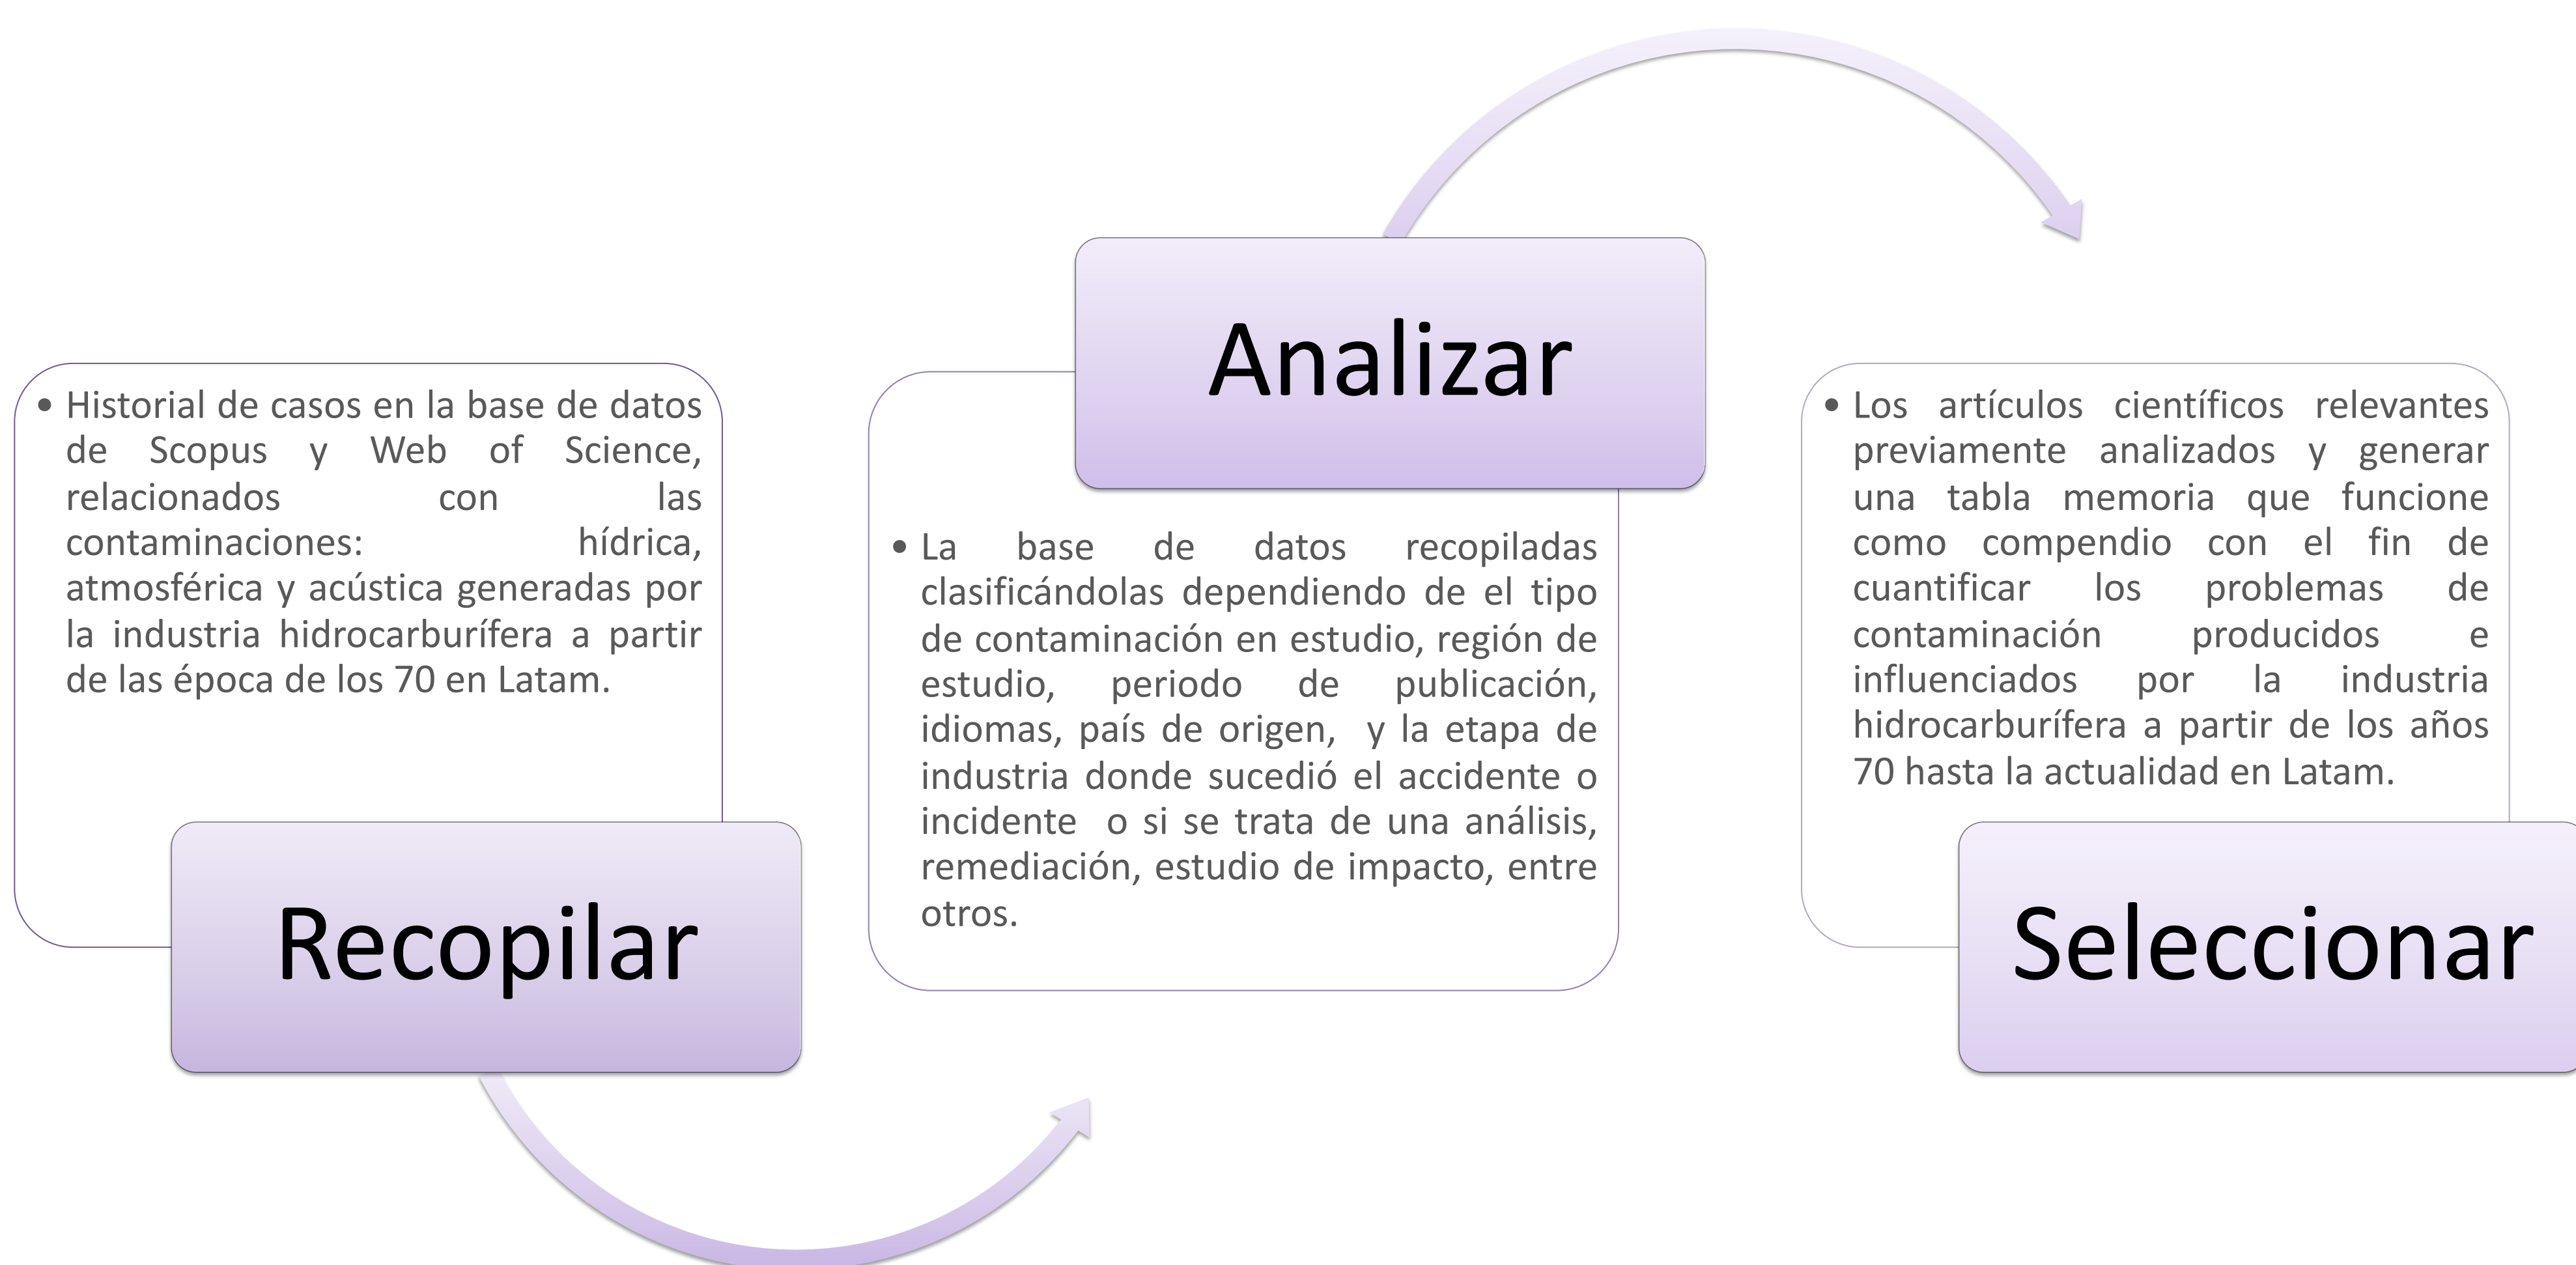 • Historial de casos en la base de datos
de Scopus y Web of Science,
relacionados con las
contaminaciones: hídrica,
atmosférica y acústica generadas por
la industria hidrocarburífera a partir
de las época de los 70 en Latam.
Recopilar
Analizar
• La base de datos recopiladas
clasificándolas dependiendo de el tipo
de contaminación en estudio, región de
estudio, periodo de publicación,
idiomas, país de origen, y la etapa de
industria donde sucedió el accidente o
incidente o si se trata de una análisis,
remediación, estudio de impacto, entre
otros.
• Los artículos científicos relevantes
previamente analizados y generar
una tabla memoria que funcione
como compendio con el fin de
cuantificar los problemas de
contaminación producidos e
influenciados por la industria
hidrocarburífera a partir de los años
70 hasta la actualidad en Latam.
Seleccionar